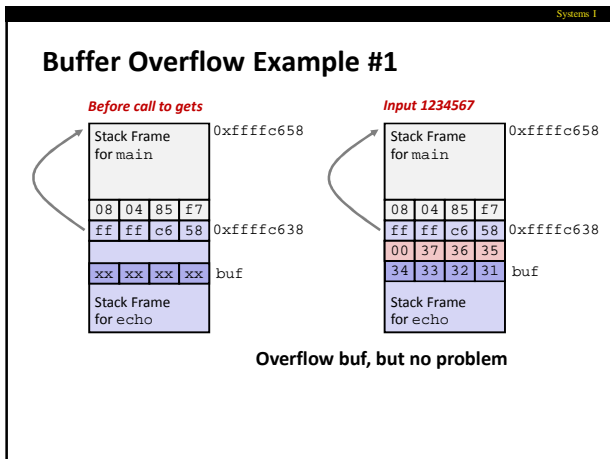 Systems I
Buffer Overflow Example #1
Before call to gets
Stack Frame
for main
0xffffc658
08 04 85 f7
ff ff c6 58
0xffffc638
xx xx xx xx
buf
Stack Frame
for echo
Input 1234567
Stack Frame
for main
0xffffc658
08 04 85 f7
ff ff c6 58
0xffffc638
00 37 36 35
34 33 32 31
buf
Stack Frame
for echo
Overflow buf, but no problem